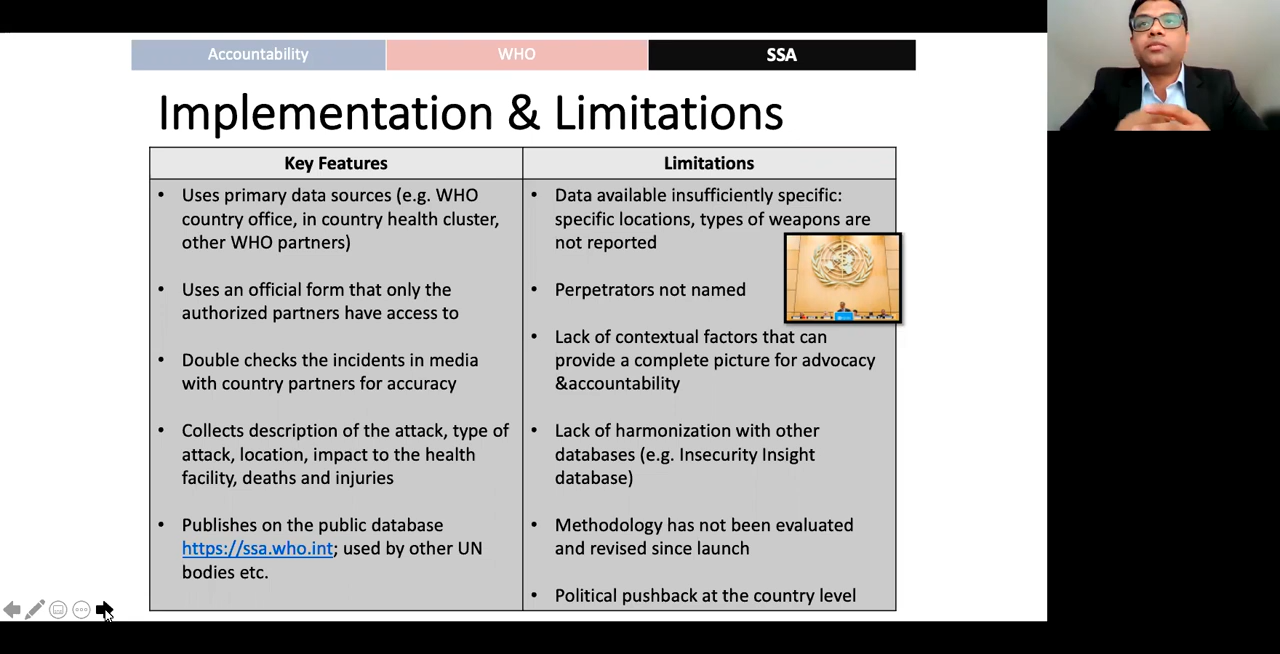 Accountability
WHO
SSA
Implementation & Limitations
Key Features
• Uses primary data sources (e.g. WHO
country office, in country health cluster,
other WHO partners)
• Uses an official form that only the
authorized partners have access to
• Double checks the incidents in media
with country partners for accuracy
• Collects description of the attack, type of
attack, location, impact to the health
facility, deaths and injuries
• Publishes on the public database
https://ssa.who.int; used by other UN
bodies etc.
Limitations
• Data available insufficiently specific:
specific locations, types of weapons are
not reported
• Perpetrators not named
• Lack of contextual factors that can
provide a complete picture for advocacy
&accountability
• Lack of harmonization with other
databases (e.g. Insecurity Insight
database)
• Methodology has not been evaluated
and revised since launch
• Political pushback at the country level